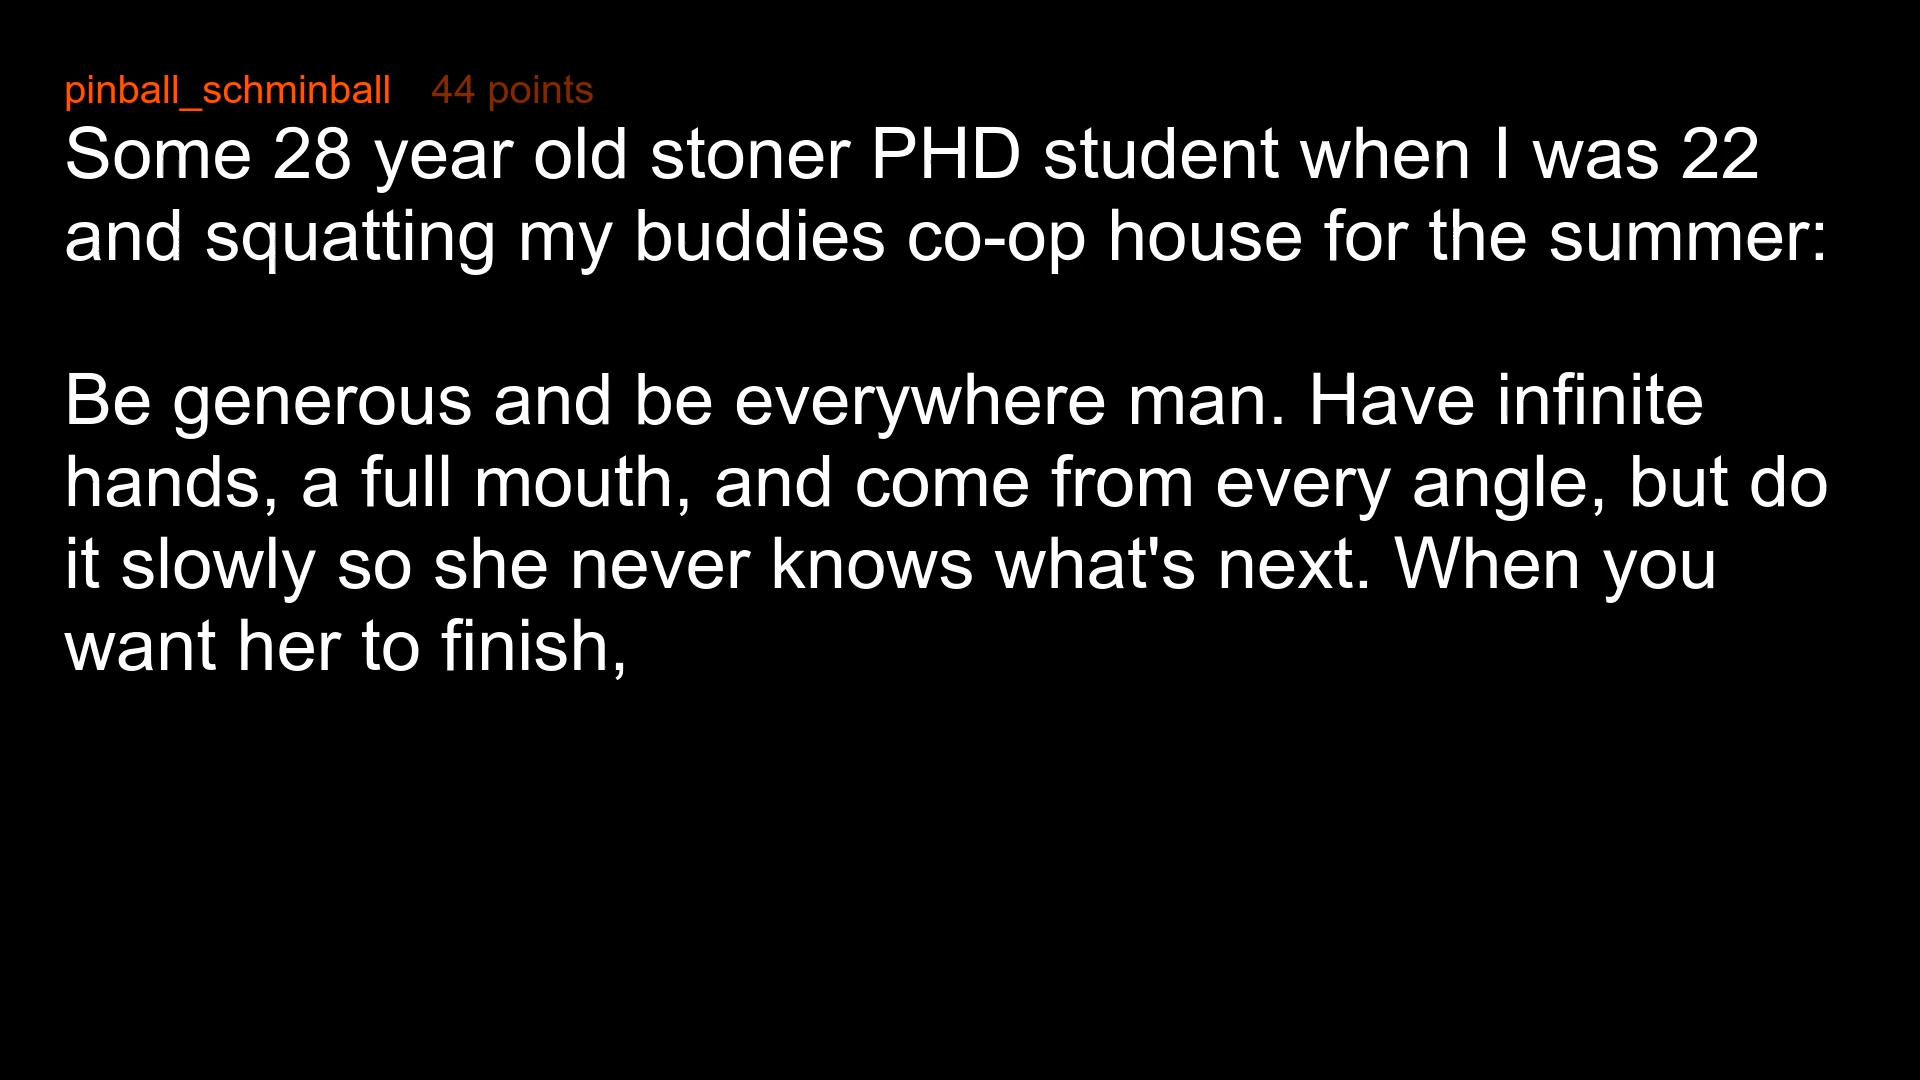 pinball_schminball 44 points
Some 28 year old stoner PHD student when I was 22
and squatting my buddies co-op house for the summer:
Be generous and be everywhere man. Have infinite
hands, a full mouth, and come from every angle, but do
it slowly so she never knows what's next. When you
want her to finish,